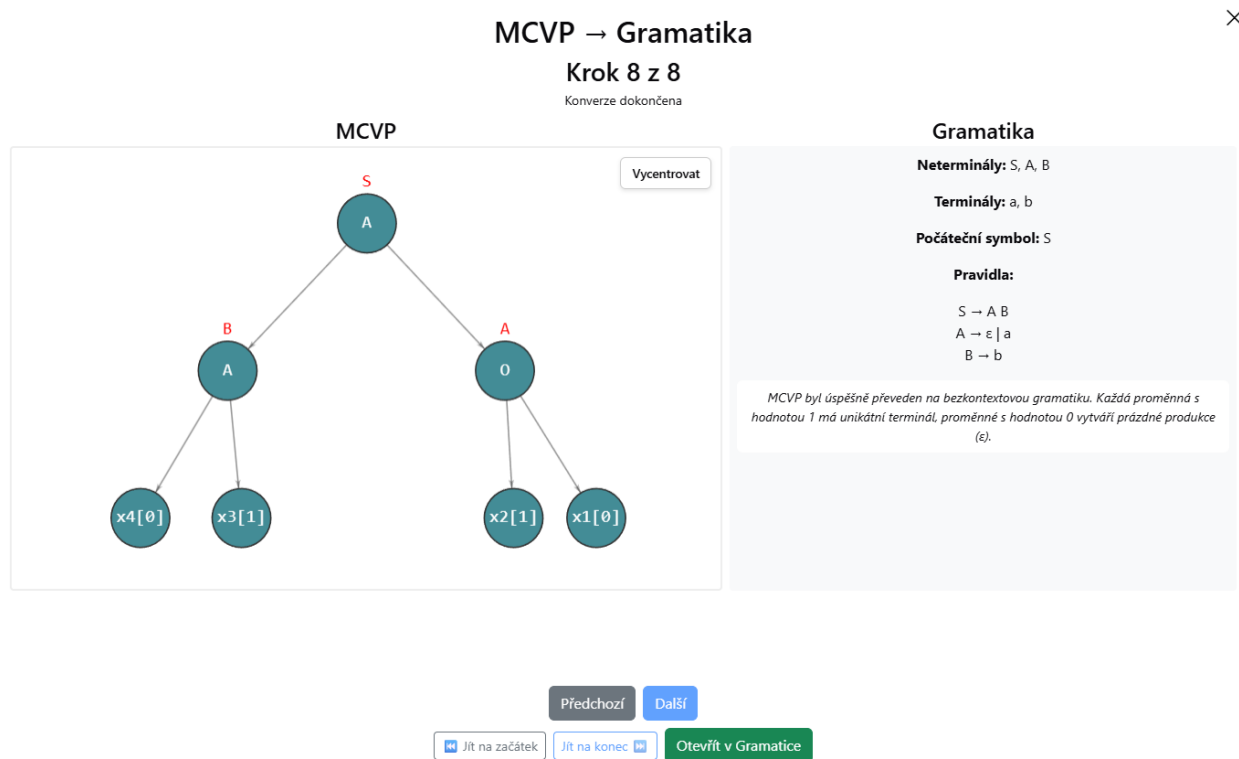 MCVP → Gramatika
Krok 8 z 8
Konverze dokončena
MCVP
Vycentrovat
S
A
B
A
A
O
x4[0]
x3[1]
x2[1]
x1[0]
Gramatika
Neterminály: S, A, B
Terminály: a, b
Počáteční symbol: S
Pravidla:
S → A B
A → ε | a
B → b
MCVP byl úspěšně převeden na bezkontextovou gramatiku. Každá proměnná s
hodnotou 1 má unikátní terminál, proměnné s hodnotou 0 vytváří prázdné produkce
(ε).
Předchozí
Další
⏮ Jít na začátek
Jít na konec ⏭
Otevřít v Gramatice